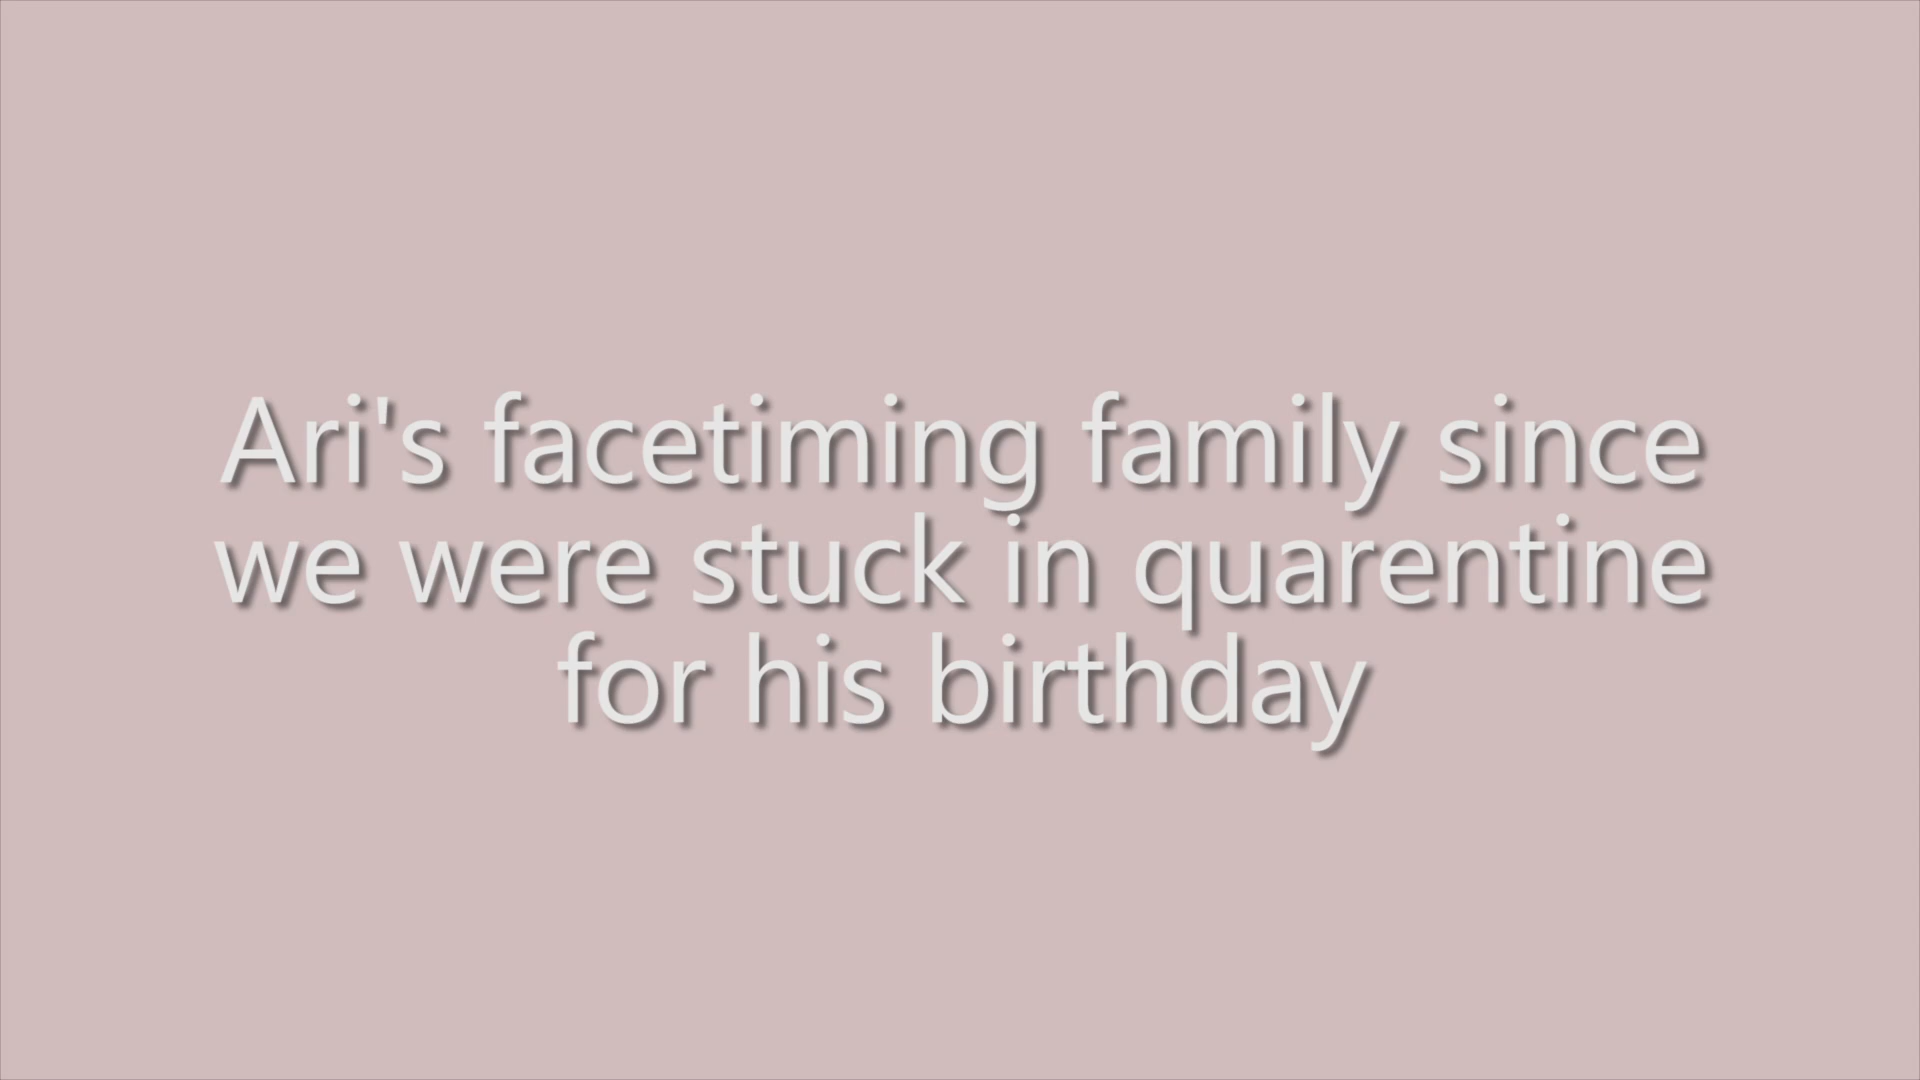 Ari's facetiming family since
we were stuck in quarentine
for his birthday